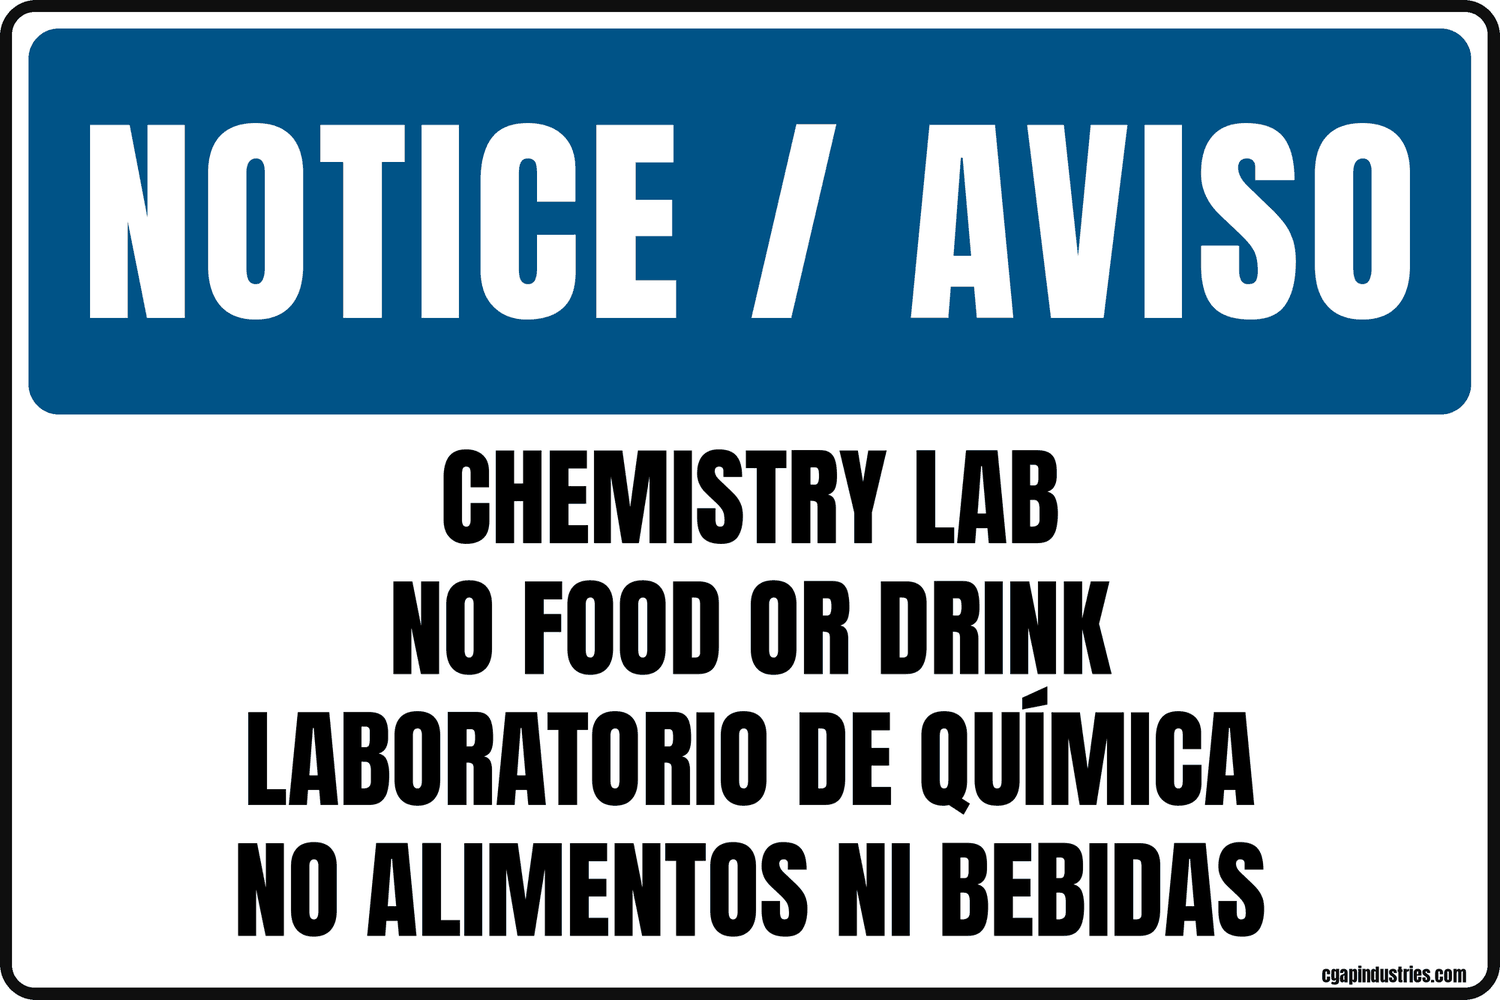 NOTICE / AVISO
CHEMISTRY LAB
NO FOOD OR DRINK
LABORATORIO DE QUÍMICA
NO ALIMENTOS NI BEBIDAS
cgapindustries.com